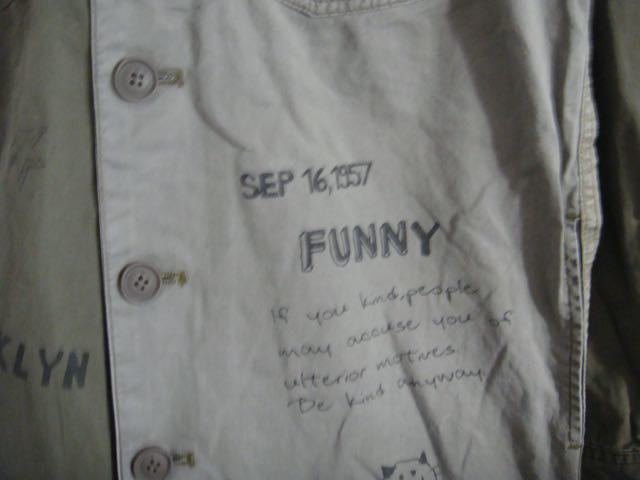 SEP 16,1957
FUNNY
If you kind, people
may accuse you of
ulterior motives
Be kind anyway.
KLYN